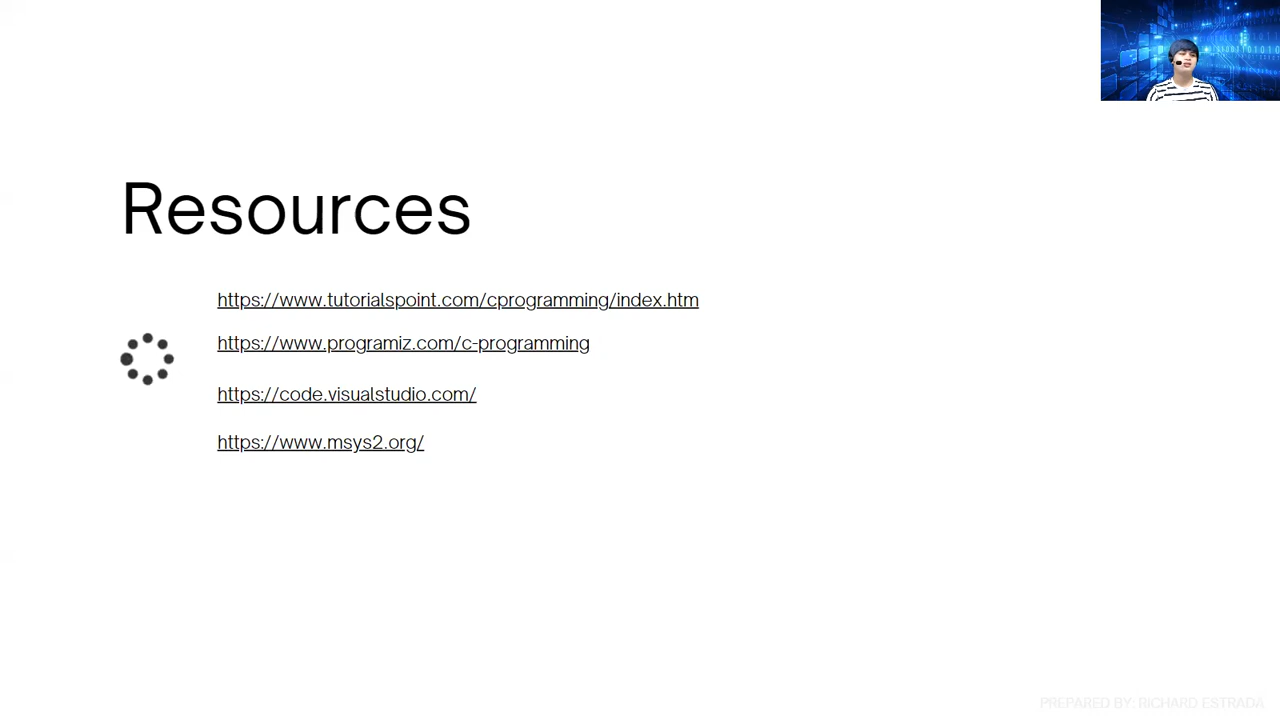 Resources
https://www.tutorialspoint.com/cprogramming/index.htm
https://www.programiz.com/c-programming
https://code.visualstudio.com/
https://www.msys2.org/
PREPARED BY: RICHARD ESTRADA